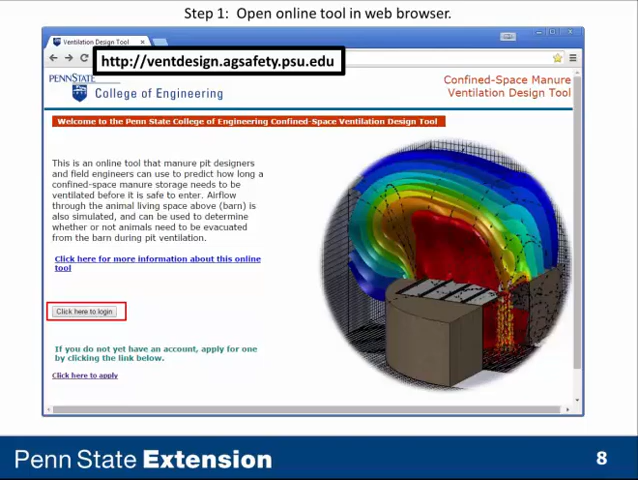 Step 1: Open online tool in web browser.
Ventilation Design Tool
http://ventdesign.agsafety.psu.edu
PENNSTATE
College of Engineering
Confined-Space Manure
Ventilation Design Tool
Welcome to the Penn State College of Engineering Confined-Space Ventilation Design Tool
This is an online tool that manure pit designers
and field engineers can use to predict how long a
confined-space manure storage needs to be
ventilated before it is safe to enter. Airflow
through the animal living space above (barn) is
also simulated, and can be used to determine
whether or not animals need to be evacuated
from the barn during pit ventilation.
Click here for more information about this online
tool
Click here to login
If you do not yet have an account, apply for one
by clicking the link below.
Click here to apply
Penn State Extension
8